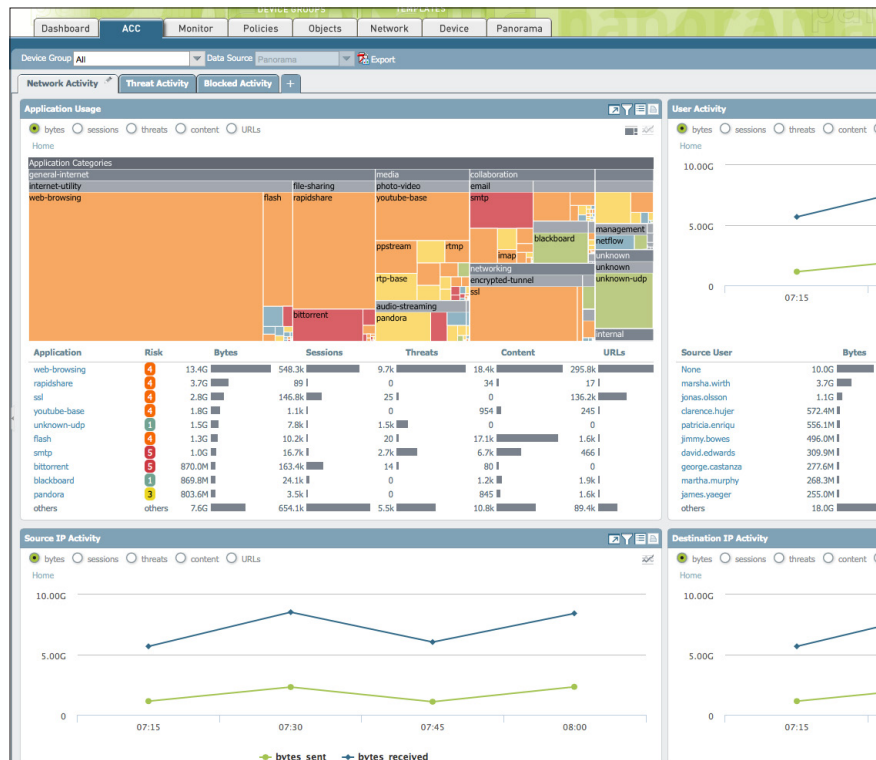 DEVICE GROUPS TEMPLATES
Dashboard ACC Monitor Policies Objects Network Device Panorama
Device Group All Data Source Panorama Export
Network Activity Threat Activity Blocked Activity +
Application Usage
bytes sessions threats content URLs
Home
Application Categories
general-internet media collaboration
internet-utility file-sharing photo-video email
web-browsing flash rapidshare youtube-base smtp
management
blackboard netflow
ppstream rtmp imap unknown
networking unknown
rtp-base encrypted-tunnel unknown-udp
ssl
audio-streaming
bittorrent pandora
internal
Application Risk Bytes Sessions Threats Content URLs
web-browsing 4 13.4G 548.3k 9.7k 18.4k 295.8k
rapidshare 4 3.7G 89 0 34 17
ssl 4 2.8G 146.8k 25 0 136.2k
youtube-base 4 1.8G 1.1k 0 954 245
unknown-udp 1 1.5G 7.8k 1.5k 0 0
flash 4 1.3G 10.2k 20 17.1k 1.6k
smtp 5 1.0G 16.7k 2.7k 6.7k 466
bittorrent 5 870.0M 163.4k 14 80 0
blackboard 1 869.8M 24.1k 0 1.2k 1.9k
pandora 3 803.6M 3.5k 0 845 1.6k
others others 7.6G 654.1k 5.5k 10.8k 89.4k
User Activity
bytes sessions threats content
Home
10.00G
5.00G
0
07:15
Source User Bytes
None 10.0G
marsha.wirth 3.7G
jonas.olsson 1.1G
clarence.hujer 572.4M
patricia.enriqu 556.1M
jimmy.bowes 496.0M
david.edwards 309.9M
george.castanza 277.6M
martha.murphy 268.3M
james.yaeger 255.0M
others 18.0G
Source IP Activity
bytes sessions threats content URLs
Home
10.00G
5.00G
0
07:15 07:30 07:45 08:00
bytes_sent bytes_received
Destination IP Activity
bytes sessions threats content
Home
10.00G
5.00G
0
07:15